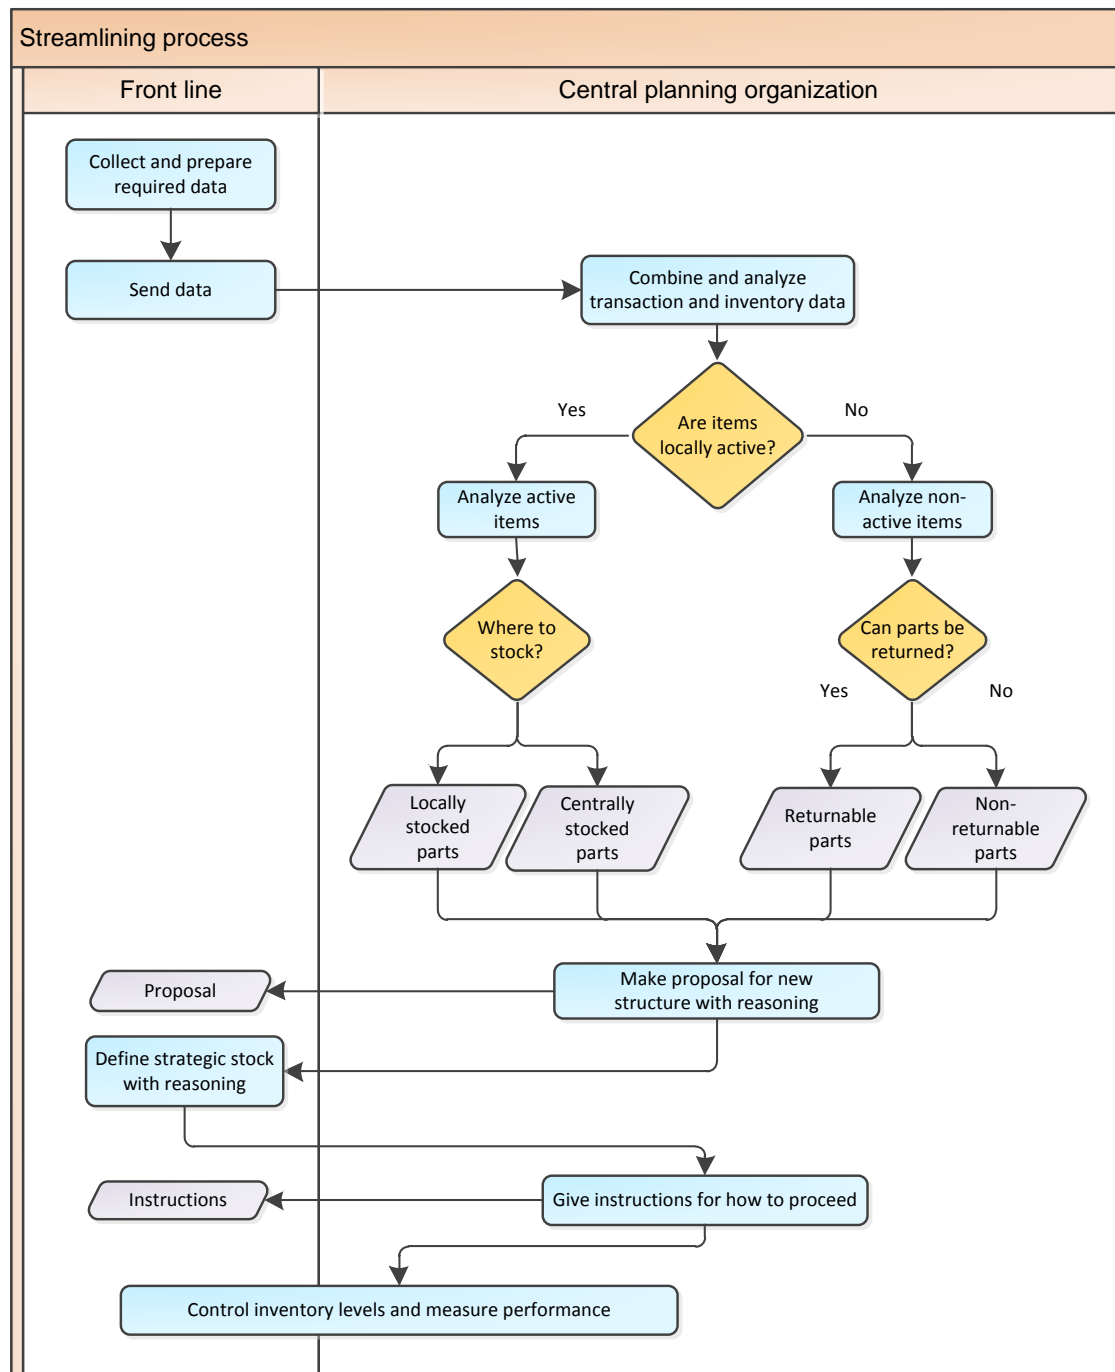 Streamlining process
Front line
Central planning organization
Collect and prepare
required data
Send data
Combine and analyze
transaction and inventory data
Yes
No
Are items
locally active?
Analyze active
items
Analyze non-
active items
Where to
stock?
Can parts be
returned?
Yes
No
Locally
stocked
parts
Centrally
stocked
parts
Returnable
parts
Non-
returnable
parts
Make proposal for new
structure with reasoning
Proposal
Define strategic stock
with reasoning
Give instructions for how to proceed
Instructions
Control inventory levels and measure performance